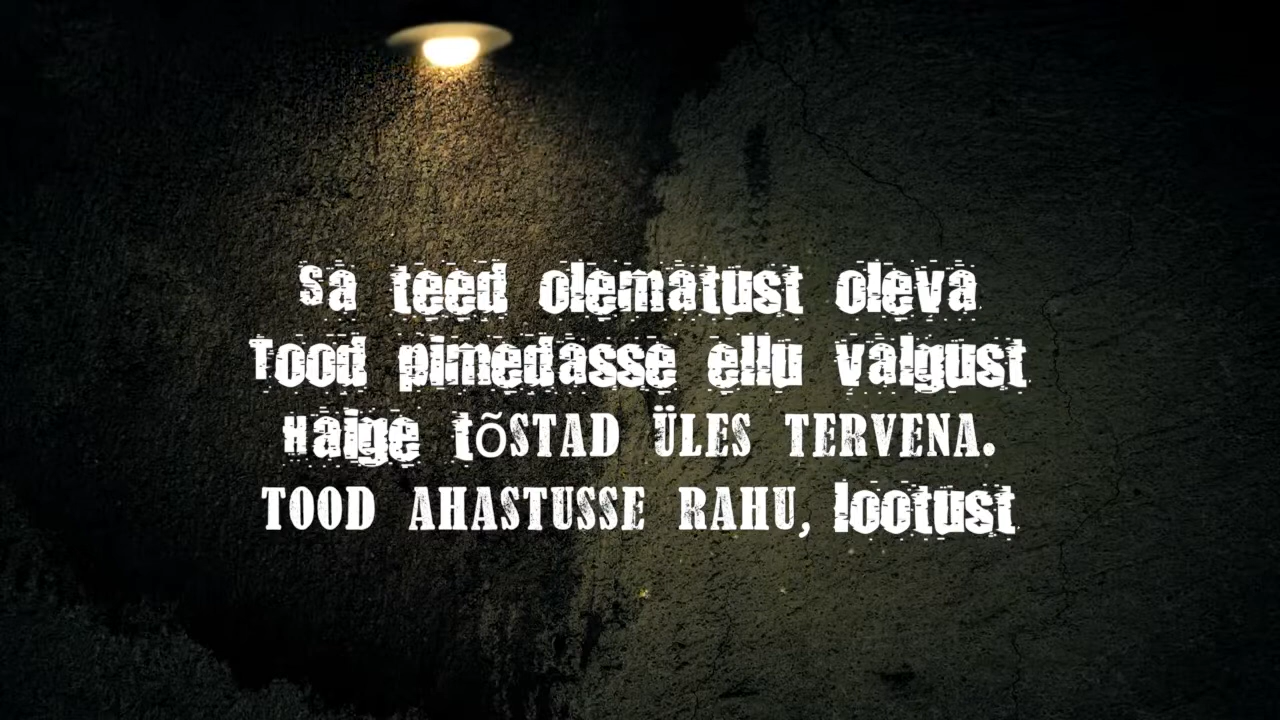 Sa teed olematust oleva
Tood pimedasse ellu valgust
Haige tõSTAD ÜLES TERVENA.
TOOD AHASTUSSE RAHU, lootust